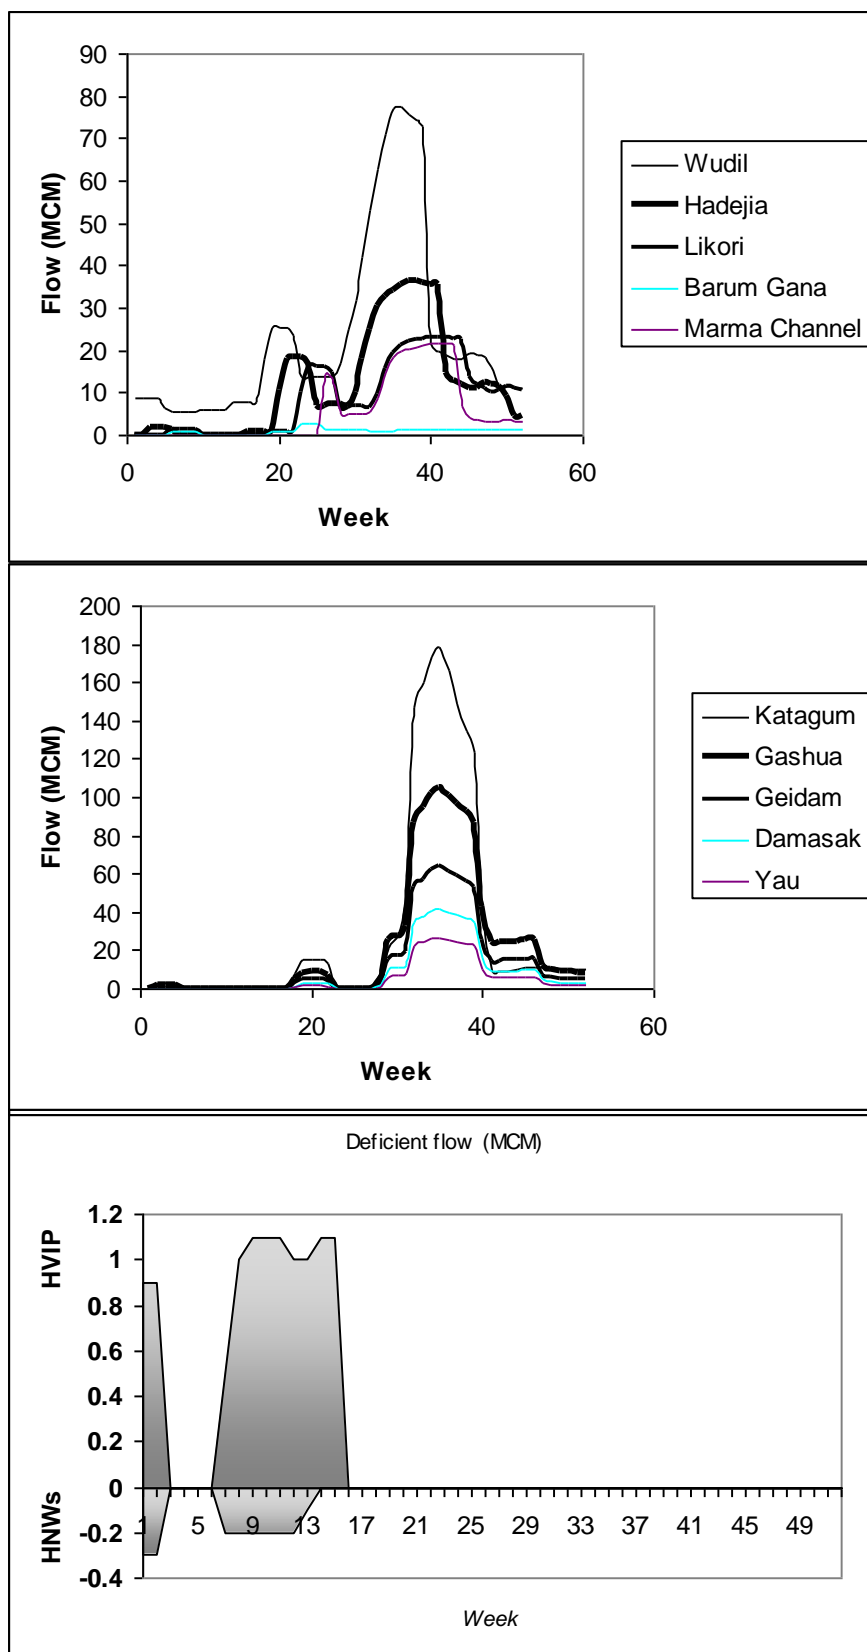 90
80
70
60
50
40
30
20
10
0
Flow (MCM)
0 20 40 60
Week
Wudil
Hadejia
Likori
Barum Gana
Marma Channel
200
180
160
140
120
100
80
60
40
20
0
Flow (MCM)
0 20 40 60
Week
Katagum
Gashua
Geidam
Damasak
Yau
Deficient flow (MCM)
HVIP
HNWs
1.2
1
0.8
0.6
0.4
0.2
0
-0.2
-0.4
1 5 9 13 17 21 25 29 33 37 41 45 49
Week